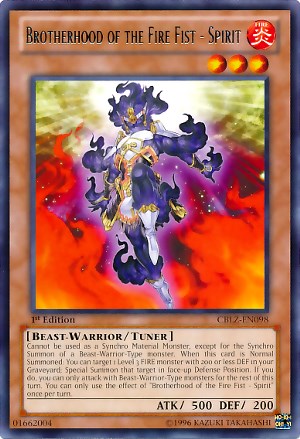 BROTHERHOOD OF THE FIRE FIST - SPIRIT
FIRE
炎
1st Edition
CBLZ-EN098
[BEAST-WARRIOR/TUNER]
Cannot be used as a Synchro Material Monster, except for the Synchro
Summon of a Beast-Warrior-Type monster. When this card is Normal
Summoned: You can target 1 Level 3 FIRE monster with 200 or less DEF in your
Graveyard; Special Summon that target in face-up Defense Position. If you
do, you can only attack with Beast-Warrior-Type monsters for the rest of this
turn. You can only use the effect of "Brotherhood of the Fire Fist - Spirit"
once per turn.
ATK/ 500 DEF/ 200
01662004
©1996 KAZUKI TAKAHASHI